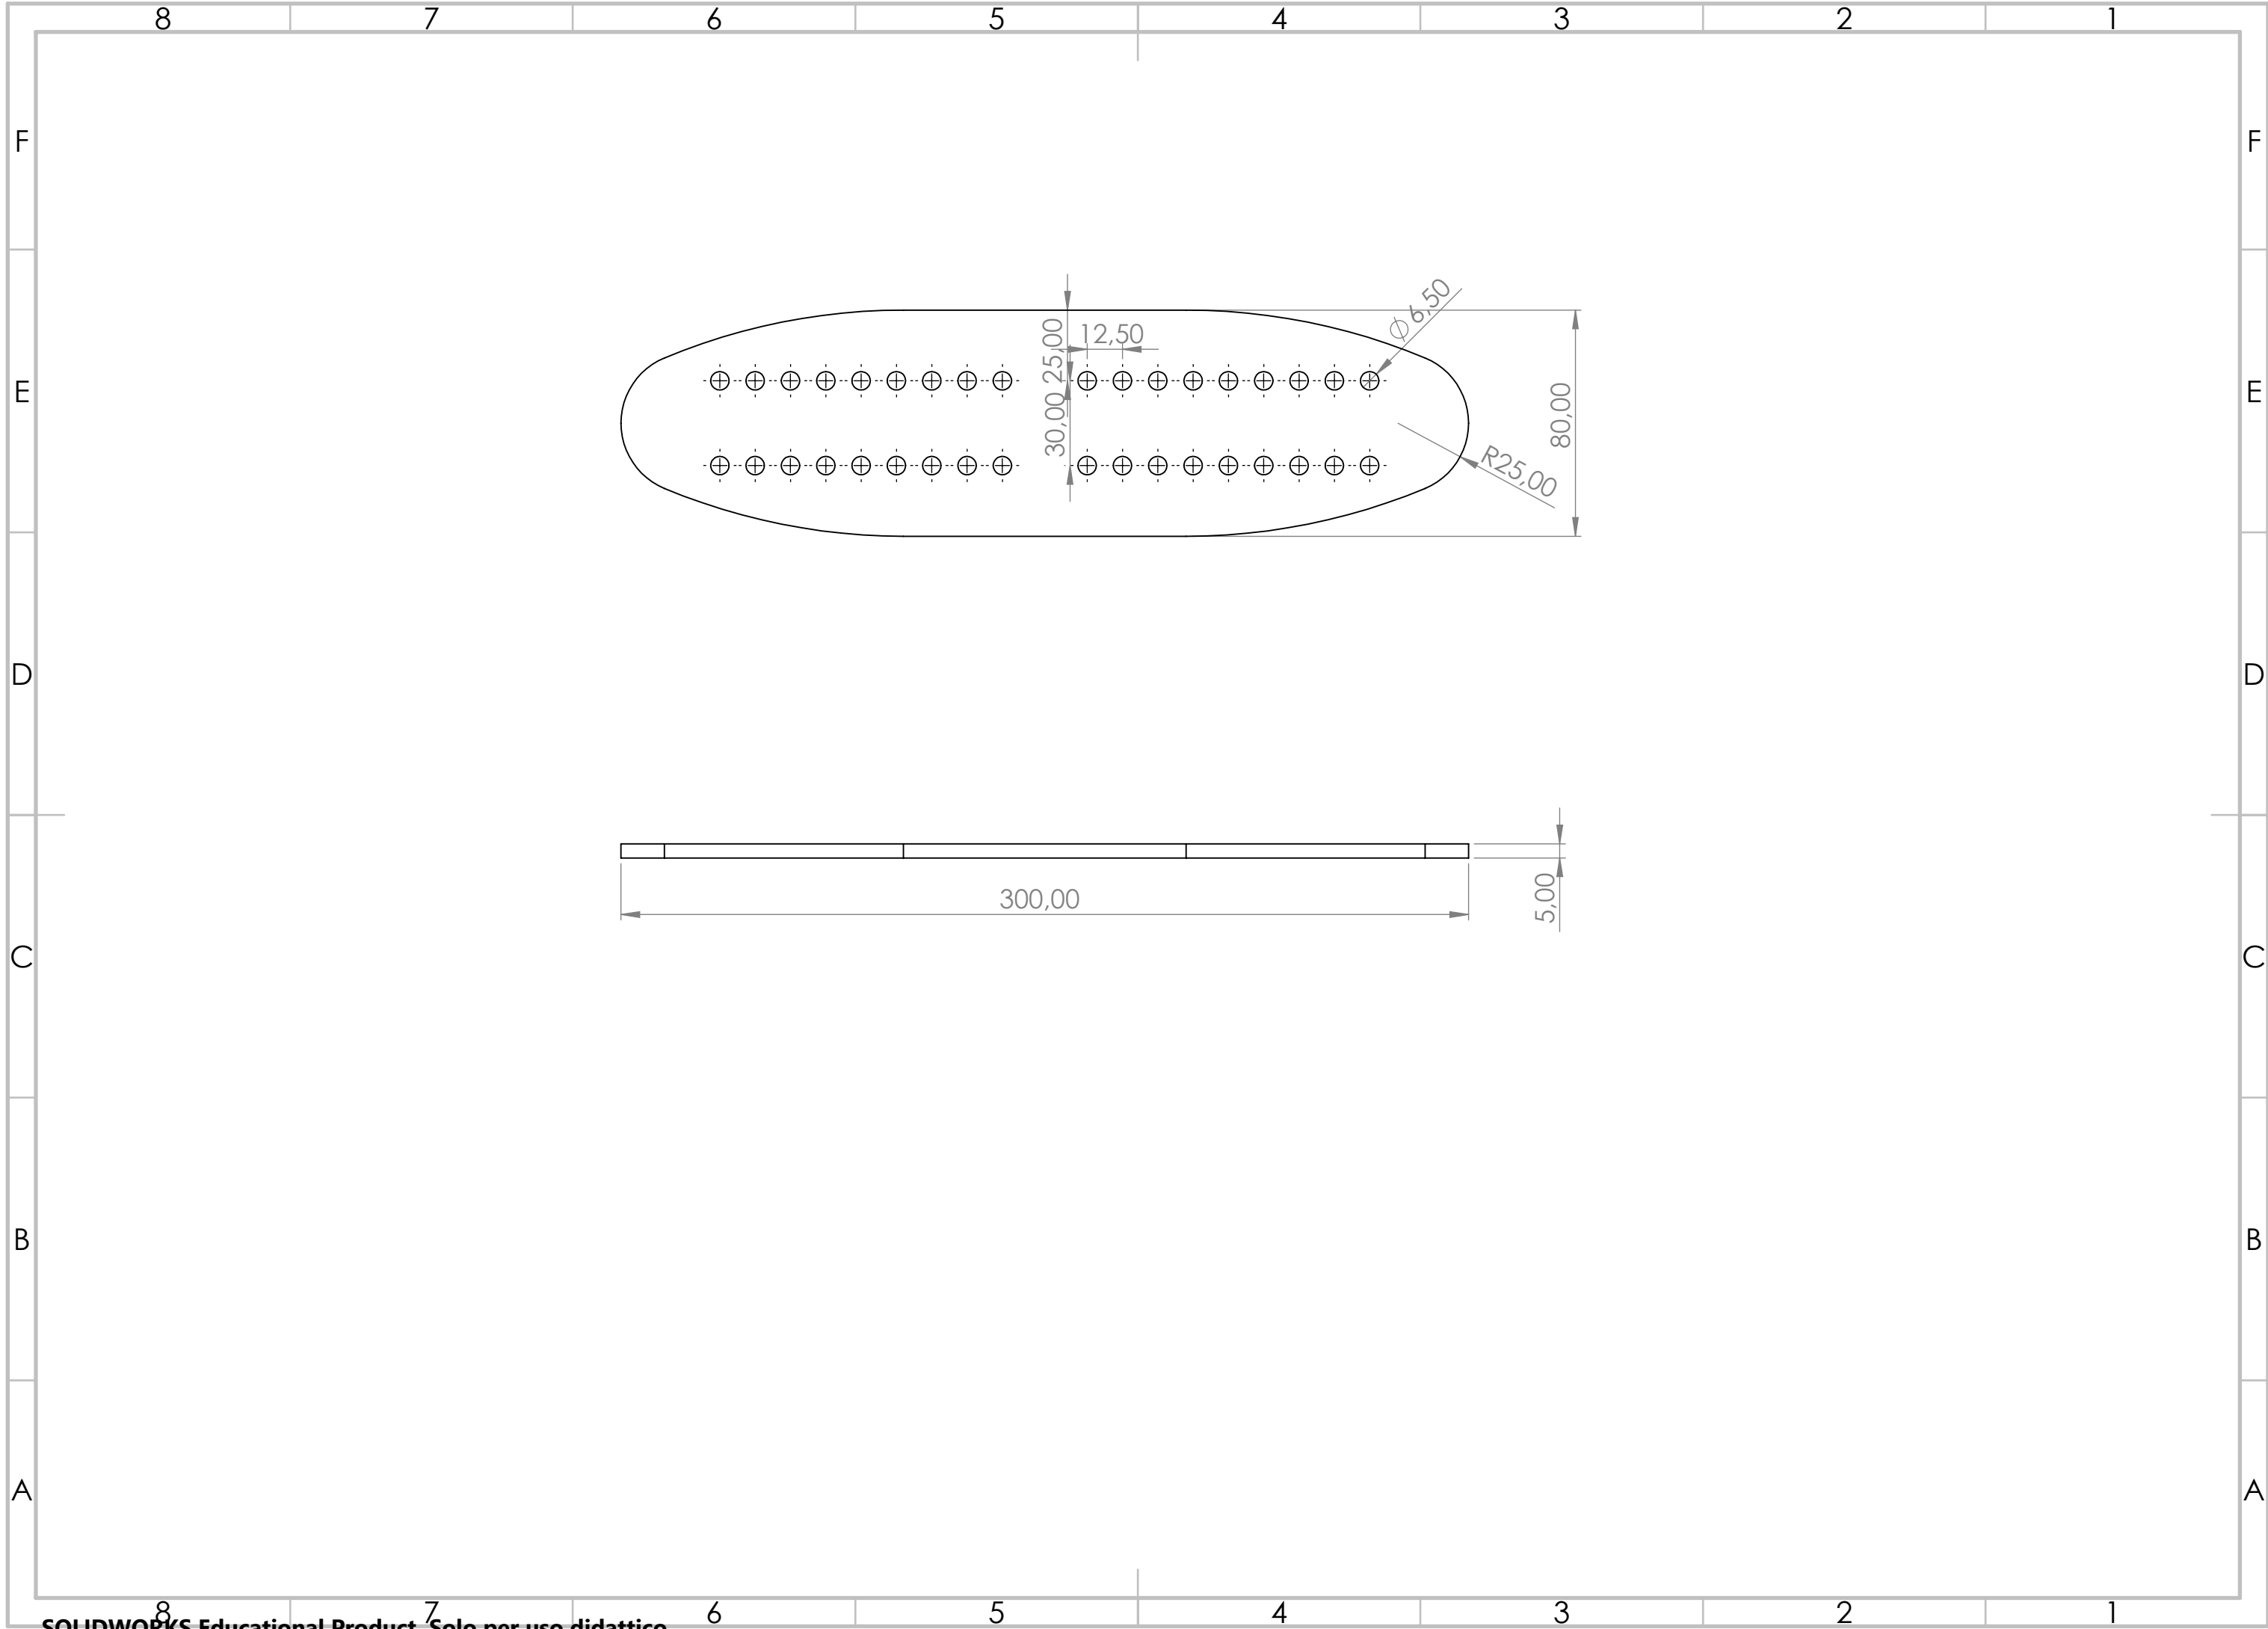 8 7 6 5 4 3 2 1
F F
Ø 6,50
25,00
12,50
E E
30,00
80,00
R25,00
D D
300,00
5,00
C C
B B
A A
8 7 6 5 4 3 2 1
SOLIDWORKS Educational Product. Solo per uso didattico.